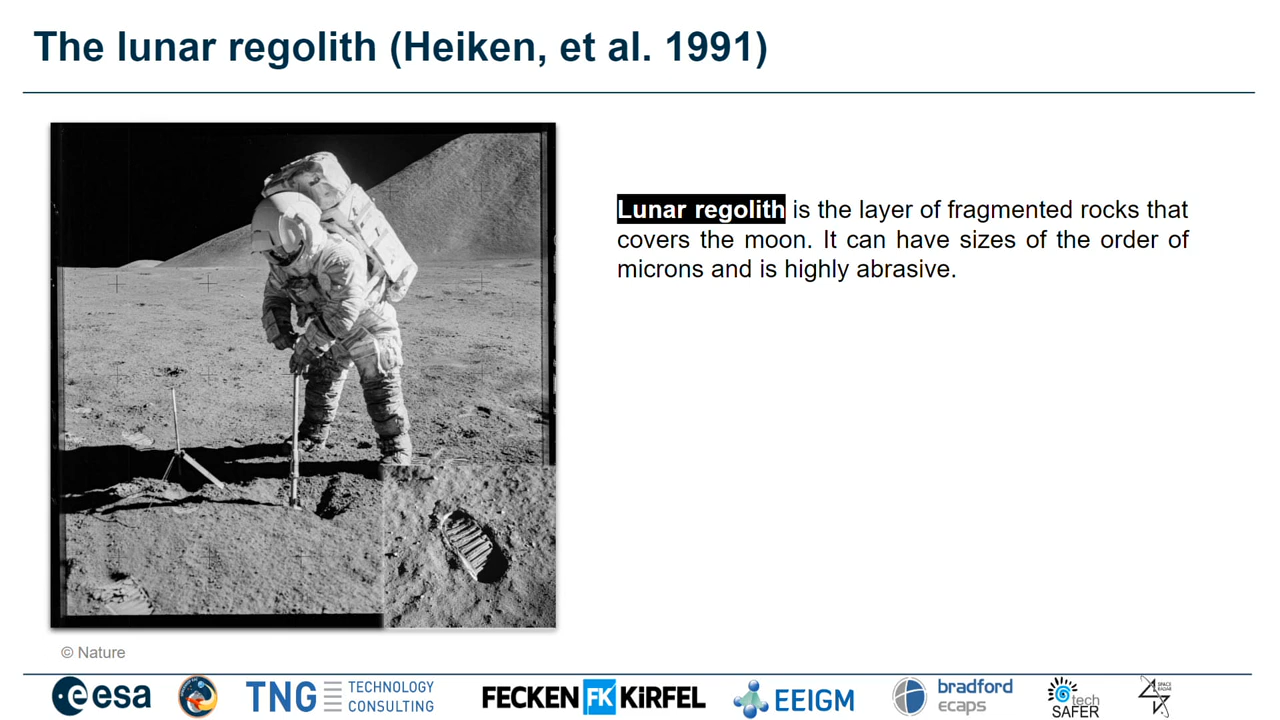 The lunar regolith (Heiken, et al. 1991)
Lunar regolith is the layer of fragmented rocks that
covers the moon. It can have sizes of the order of
microns and is highly abrasive.
© Nature
esa
TNG TECHNOLOGY
CONSULTING
FECKEN FK KiRFEL
EEIGM
bradford
ecaps
tech
SAFER
SPACE
RADAR